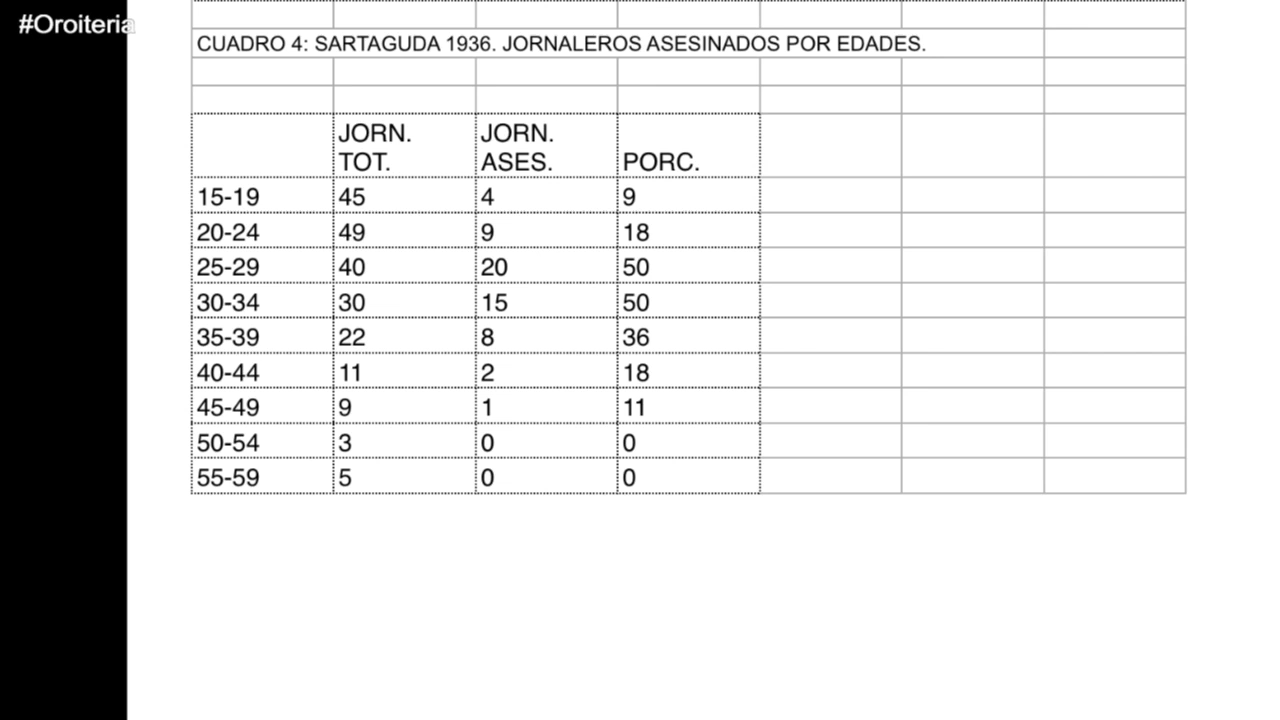 #Oroiteria
CUADRO 4: SARTAGUDA 1936. JORNALEROS ASESINADOS POR EDADES.
JORN. TOT. JORN. ASES. PORC.
15-19 45 4 9
20-24 49 9 18
25-29 40 20 50
30-34 30 15 50
35-39 22 8 36
40-44 11 2 18
45-49 9 1 11
50-54 3 0 0
55-59 5 0 0